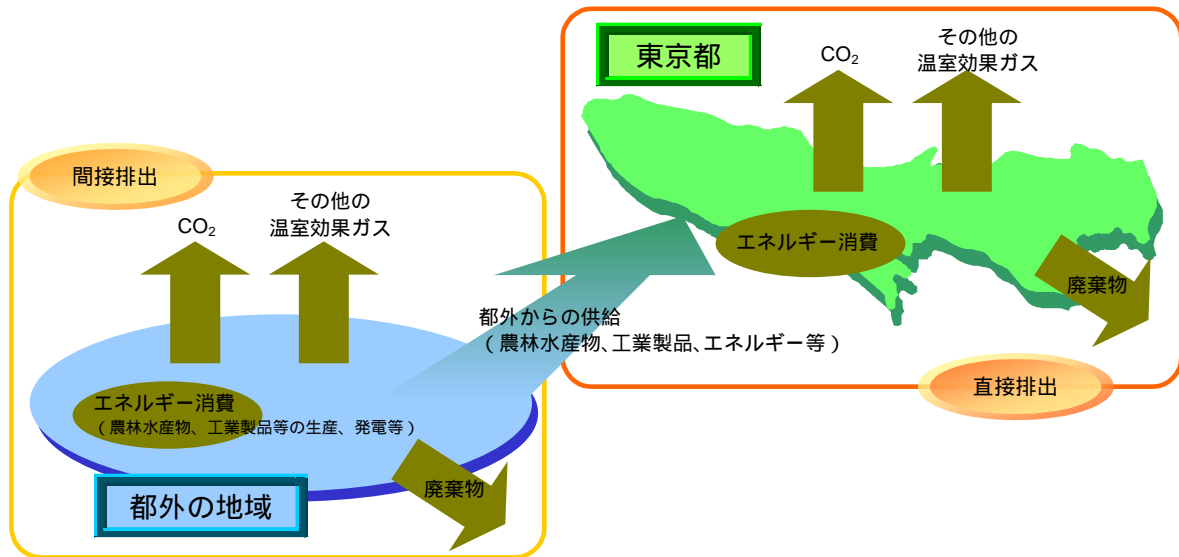 東京都
CO₂
その他の
温室効果ガス
エネルギー消費
廃棄物
直接排出
間接排出
CO₂
その他の
温室効果ガス
都外からの供給
（農林水産物、工業製品、エネルギー等）
エネルギー消費
（農林水産物、工業製品等の生産、発電等）
廃棄物
都外の地域